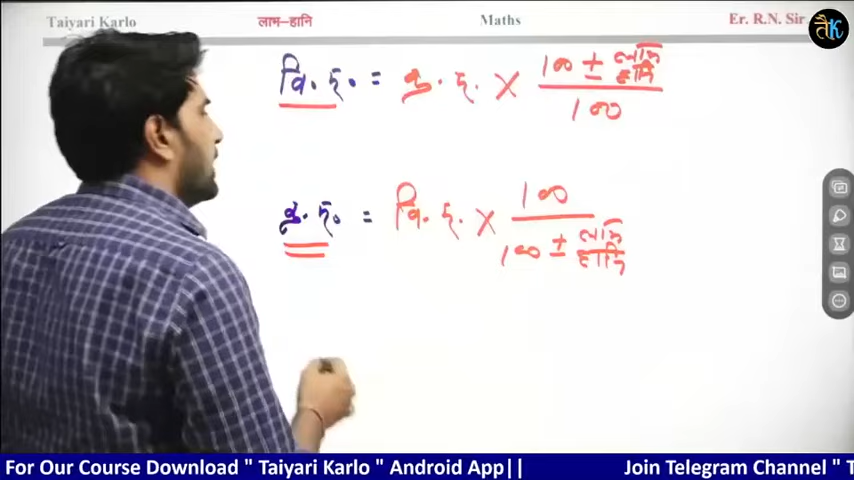 Taiyari Karlo लाभ-हानि Maths Er. R.N. Sir
तैK
वि. मू. = क्र. मू. × 100 ± लाभ/हानि / 100
क्र. मू. = वि. मू. × 100 / 100 ± लाभ/हानि
For Our Course Download " Taiyari Karlo " Android App|| Join Telegram Channel " T